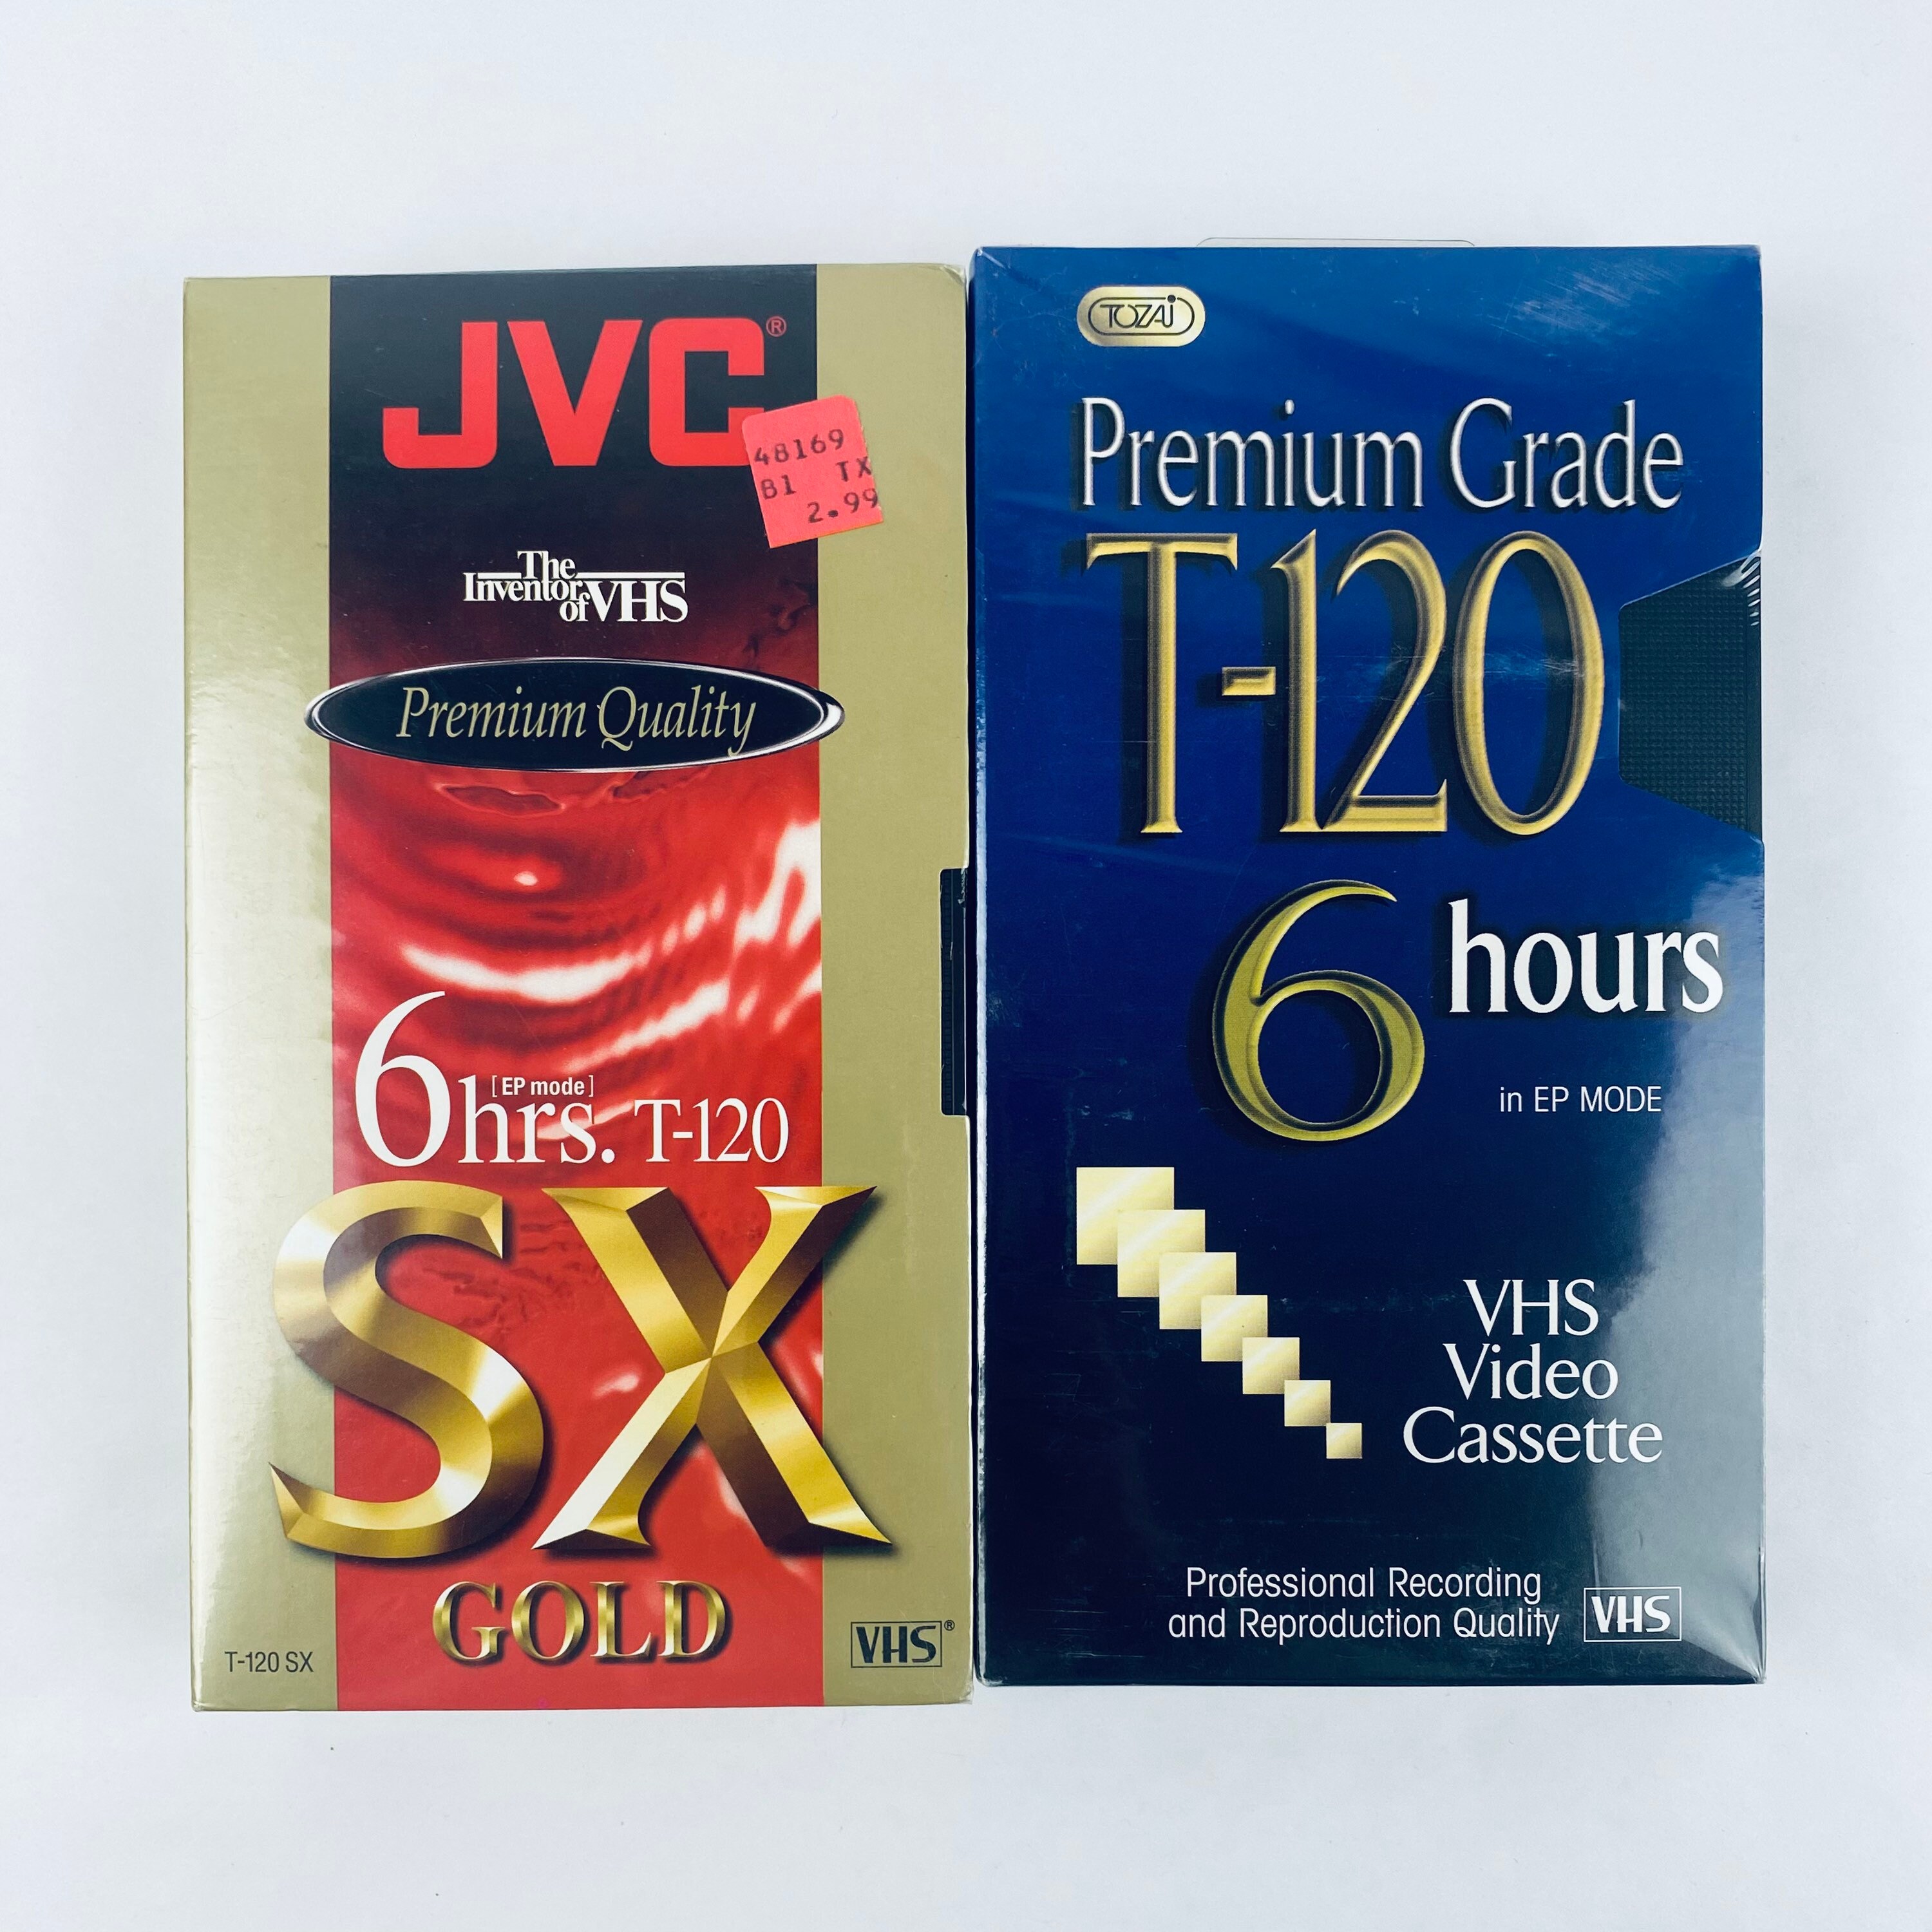 JVC®
48169
B1 TX
2.99
The
Inventor
of VHS
Premium Quality
6 hrs. [EP mode] T-120
SX
GOLD
T-120 SX
VHS®
TOZAI
Premium Grade
T-120
6 hours
in EP MODE
VHS
Video
Cassette
Professional Recording
and Reproduction Quality
VHS